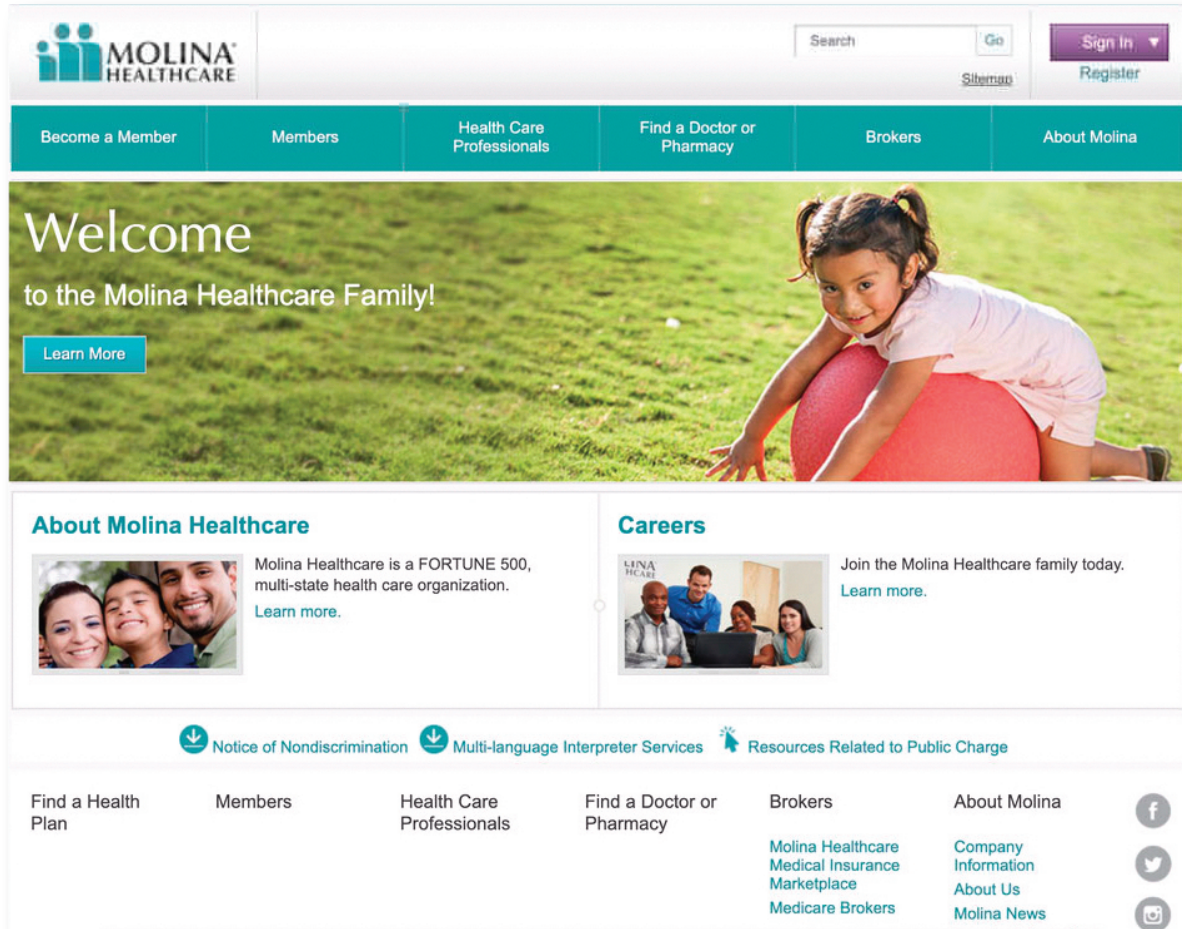 MOLINA
HEALTHCARE
Search
Go
Sitemap
Sign In
Register
Become a Member
Members
Health Care
Professionals
Find a Doctor or
Pharmacy
Brokers
About Molina
Welcome
to the Molina Healthcare Family!
Learn More
About Molina Healthcare
Molina Healthcare is a FORTUNE 500,
multi-state health care organization.
Learn more.
Careers
LINA
HCARE
Join the Molina Healthcare family today.
Learn more.
Notice of Nondiscrimination
Multi-language Interpreter Services
Resources Related to Public Charge
Find a Health
Plan
Members
Health Care
Professionals
Find a Doctor or
Pharmacy
Brokers
Molina Healthcare
Medical Insurance
Marketplace
Medicare Brokers
About Molina
Company
Information
About Us
Molina News